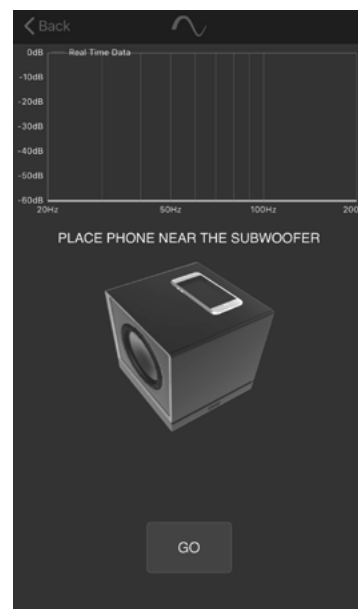 Back
0dB
Real Time Data
-10dB
-20dB
-30dB
-40dB
-50dB
-60dB
20Hz 50Hz 100Hz 200
PLACE PHONE NEAR THE SUBWOOFER
GO